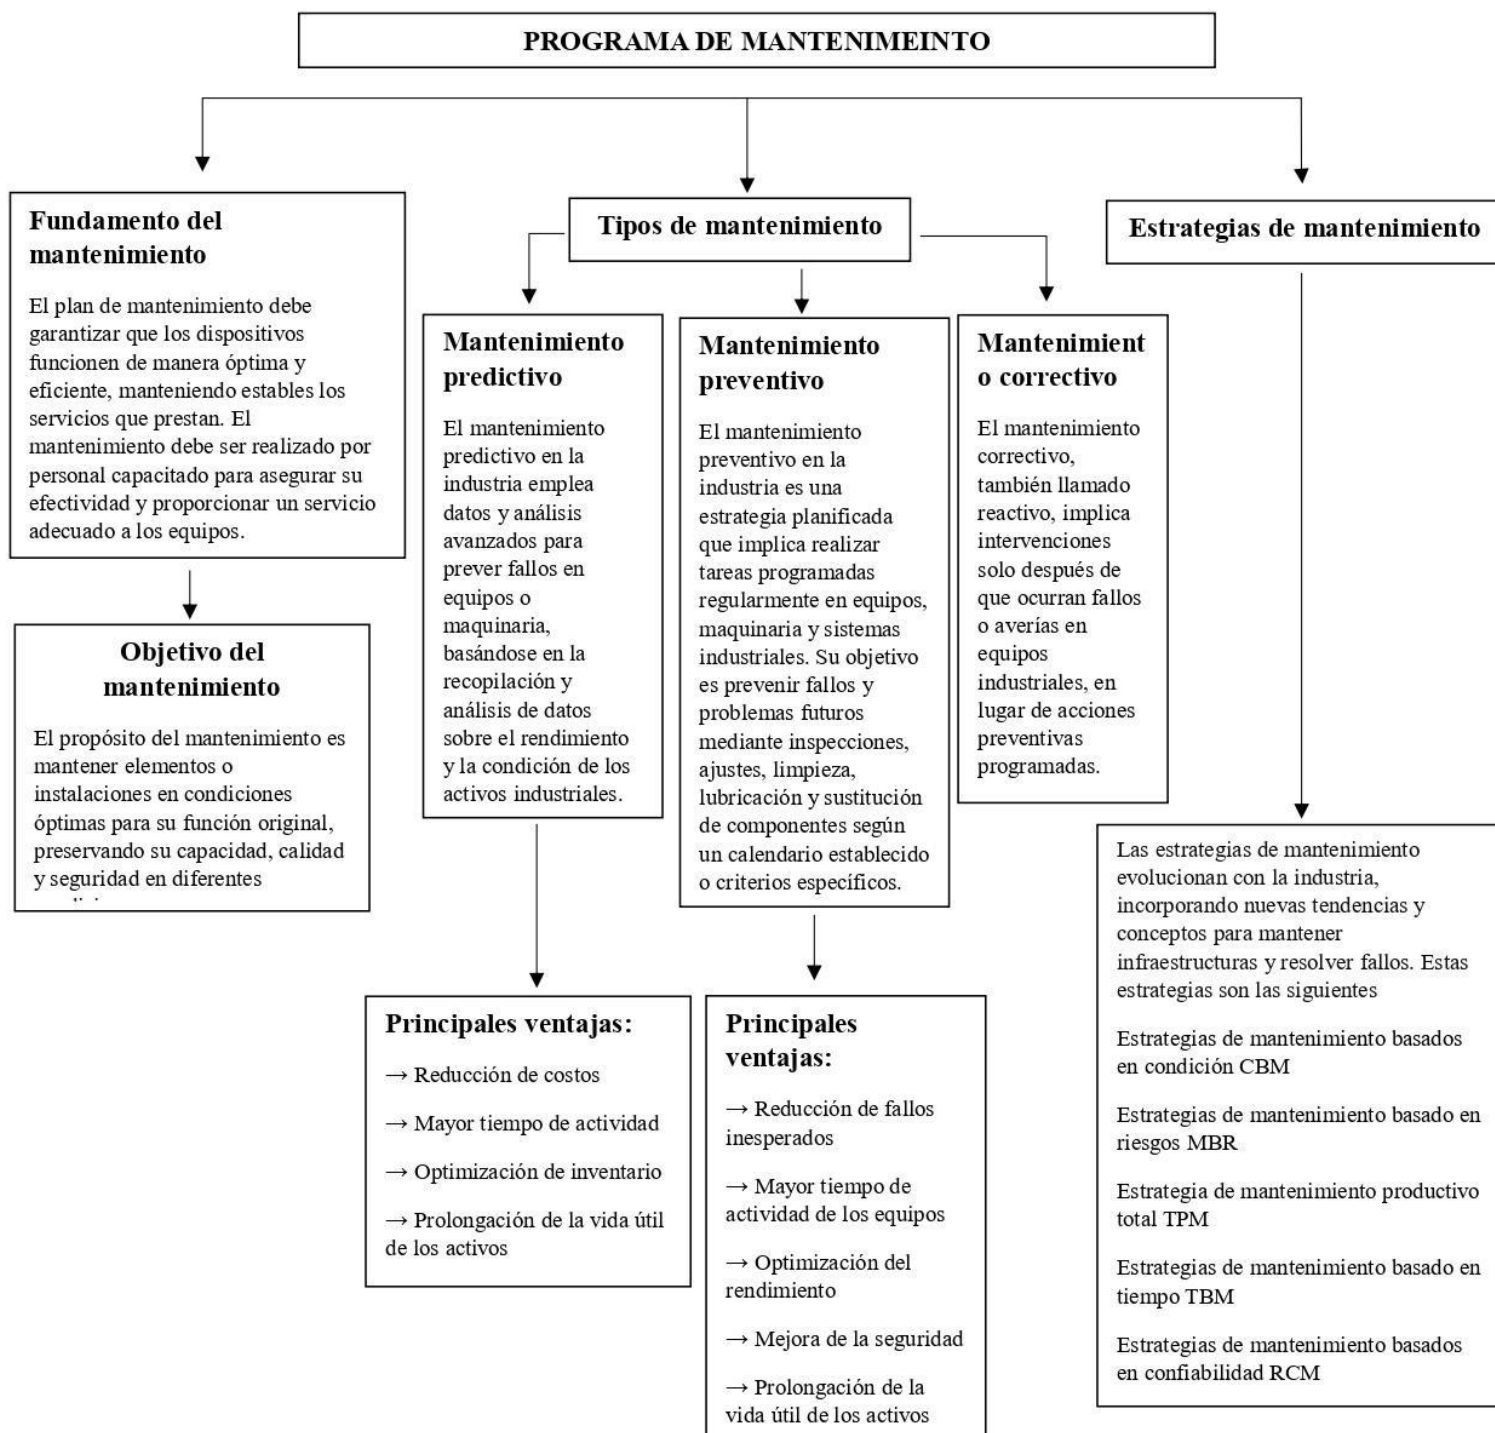 PROGRAMA DE MANTENIMEINTO
Fundamento del
mantenimiento
El plan de mantenimiento debe
garantizar que los dispositivos
funcionen de manera óptima y
eficiente, manteniendo estables los
servicios que prestan. El
mantenimiento debe ser realizado por
personal capacitado para asegurar su
efectividad y proporcionar un servicio
adecuado a los equipos.
Objetivo del
mantenimiento
El propósito del mantenimiento es
mantener elementos o
instalaciones en condiciones
óptimas para su función original,
preservando su capacidad, calidad
y seguridad en diferentes
Tipos de mantenimiento
Mantenimiento
predictivo
El mantenimiento
predictivo en la
industria emplea
datos y análisis
avanzados para
prever fallos en
equipos o
maquinaria,
basándose en la
recopilación y
análisis de datos
sobre el rendimiento
y la condición de los
activos industriales.
Principales ventajas:
→ Reducción de costos
→ Mayor tiempo de actividad
→ Optimización de inventario
→ Prolongación de la vida útil
de los activos
Mantenimiento
preventivo
El mantenimiento
preventivo en la
industria es una
estrategia planificada
que implica realizar
tareas programadas
regularmente en equipos,
maquinaria y sistemas
industriales. Su objetivo
es prevenir fallos y
problemas futuros
mediante inspecciones,
ajustes, limpieza,
lubricación y sustitución
de componentes según
un calendario establecido
o criterios específicos.
Principales
ventajas:
→ Reducción de fallos
inesperados
→ Mayor tiempo de
actividad de los equipos
→ Optimización del
rendimiento
→ Mejora de la seguridad
→ Prolongación de la
vida útil de los activos
Mantenimient
o correctivo
El mantenimiento
correctivo,
también llamado
reactivo, implica
intervenciones
solo después de
que ocurran fallos
o averías en
equipos
industriales, en
lugar de acciones
preventivas
programadas.
Estrategias de mantenimiento
Las estrategias de mantenimiento
evolucionan con la industria,
incorporando nuevas tendencias y
conceptos para mantener
infraestructuras y resolver fallos. Estas
estrategias son las siguientes
Estrategias de mantenimiento basados
en condición CBM
Estrategias de mantenimiento basado en
riesgos MBR
Estrategia de mantenimiento productivo
total TPM
Estrategias de mantenimiento basado en
tiempo TBM
Estrategias de mantenimiento basados
en confiabilidad RCM